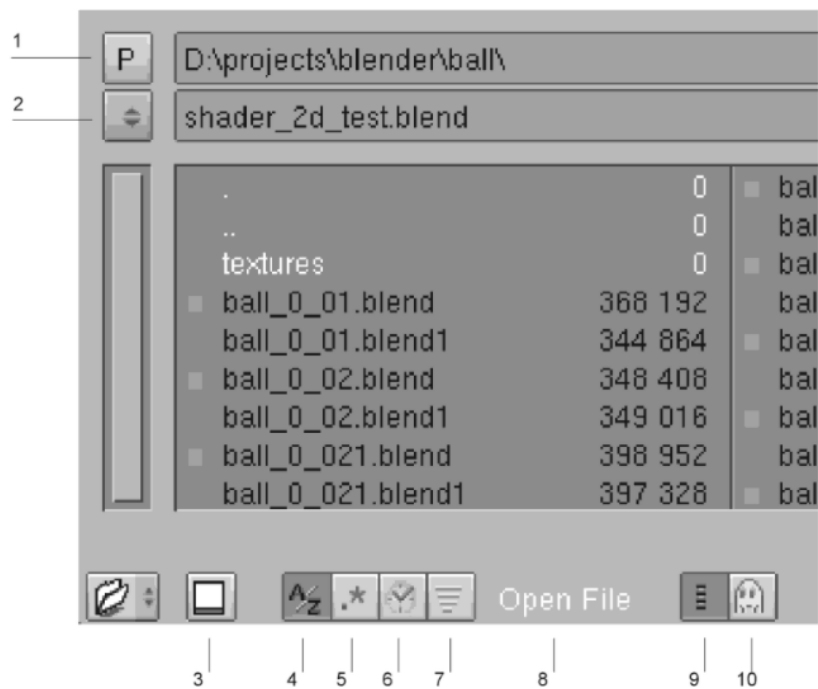 1
P D:\projects\blender\ball\
2
shader_2d_test.blend
. 0 bal
.. 0 bal
textures 0 bal
ball_0_01.blend 368 192 bal
ball_0_01.blend1 344 864 bal
ball_0_02.blend 348 408 bal
ball_0_02.blend1 349 016 bal
ball_0_021.blend 398 952 bal
ball_0_021.blend1 397 328 bal
A/Z .* Open File
3 4 5 6 7 8 9 10